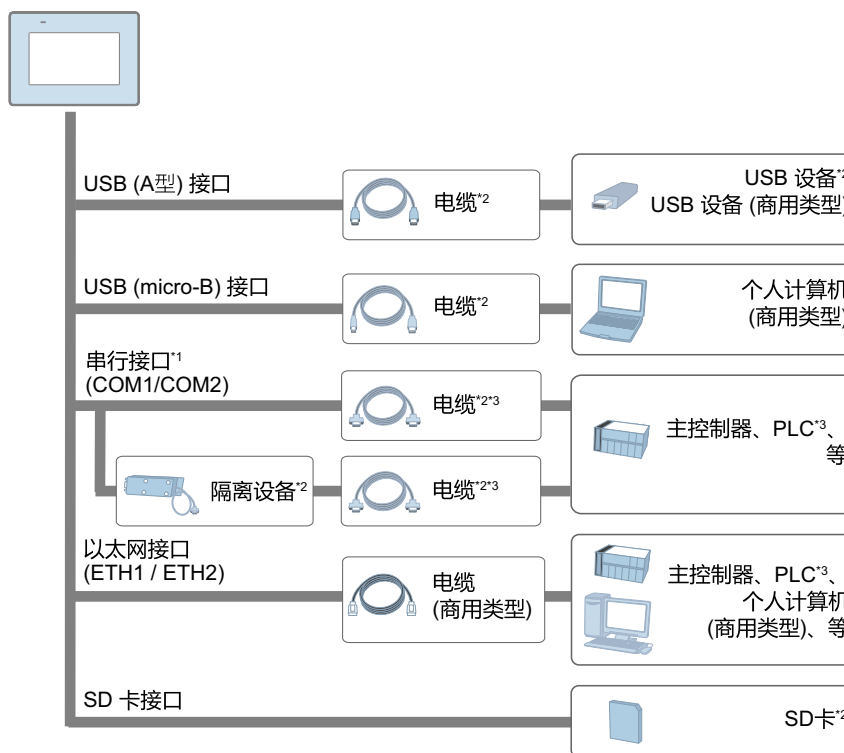 USB (A型) 接口
电缆*2
USB 设备*2
USB 设备 (商用类型)
USB (micro-B) 接口
电缆*2
个人计算机
(商用类型)
串行接口*1
(COM1/COM2)
电缆*2*3
主控制器、PLC*3、
等
隔离设备*2
电缆*2*3
以太网接口
(ETH1 / ETH2)
电缆
(商用类型)
主控制器、PLC*3、
个人计算机
(商用类型)、等
SD 卡接口
SD卡*2